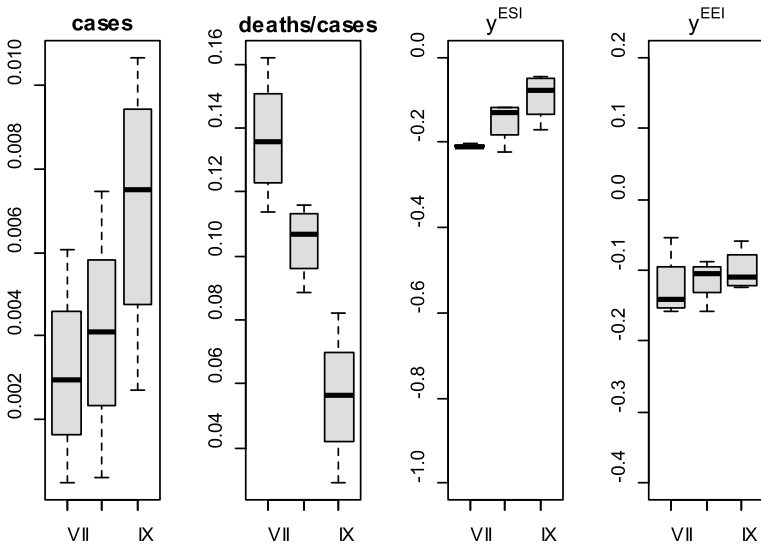 cases
0.010
0.008
0.006
0.004
0.002
VII
IX
deaths/cases
0.16
0.14
0.12
0.10
0.08
0.06
0.04
VII
IX
y^ESI
0.0
-0.2
-0.4
-0.6
-0.8
-1.0
VII
IX
y^EEI
0.2
0.1
0.0
-0.1
-0.2
-0.3
-0.4
VII
IX